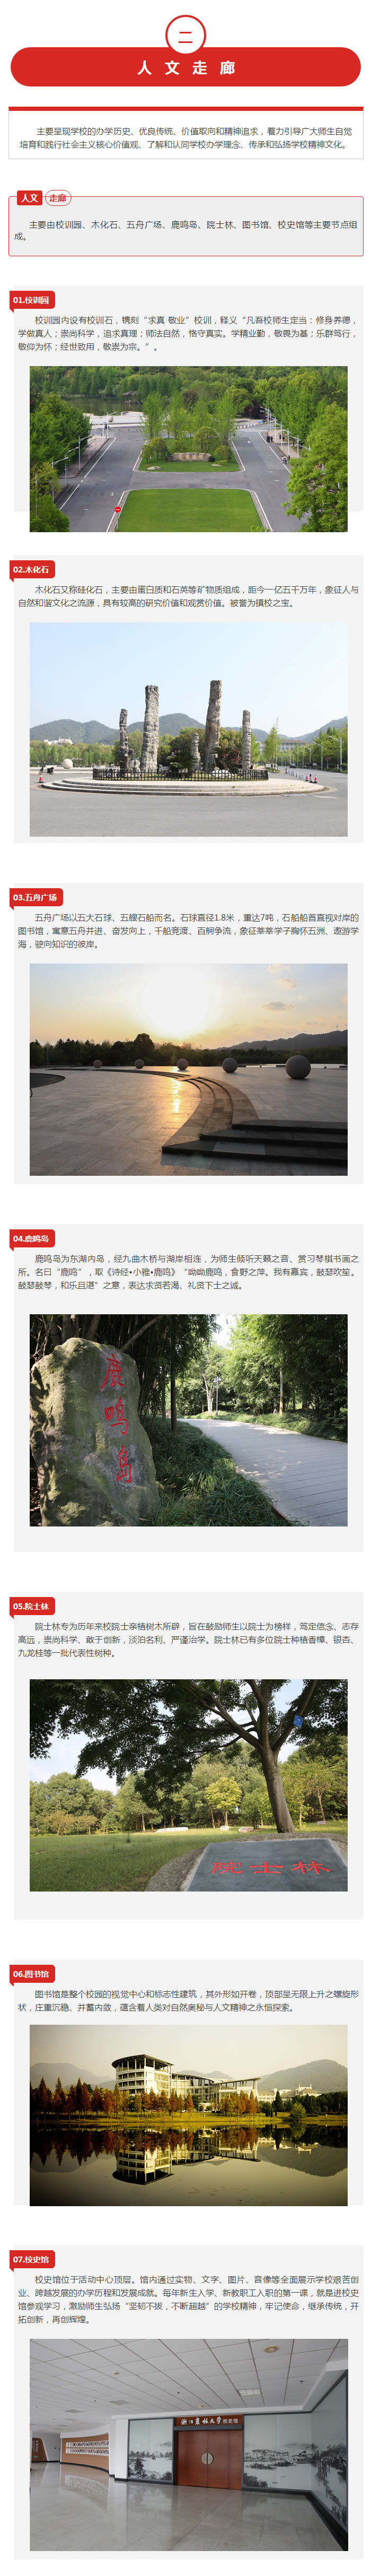 二
人 文 走 廊
主要呈现学校的办学历史、优良传统、价值取向和精神追求，着力引导广大师生自觉
培育和践行社会主义核心价值观、了解和认同学校办学理念、传承和弘扬学校精神文化。
人文 走廊
主要由校训园、木化石、五舟广场、鹿鸣岛、院士林、图书馆、校史馆等主要节点组
成。
01.校训园
校训园内设有校训石，镌刻“求真 敬业”校训，释义“凡吾校师生定当：修身养德，
学做真人；崇尚科学，追求真理；师法自然，恪守真实。学精业勤，敬畏为基；乐群笃行，
敬仰为怀；经世致用，敬崇为宗。”。
02.木化石
木化石又称硅化石，主要由蛋白质和石英等矿物质组成，距今一亿五千万年，象征人与
自然和谐文化之流源，具有较高的研究价值和观赏价值。被誉为镇校之宝。
03.五舟广场
五舟广场以五大石球、五艘石船而名。石球直径1.8米，重达7吨，石船船首直视对岸的
图书馆，寓意五舟并进、奋发向上，千船竞渡、百舸争流，象征莘莘学子胸怀五洲、遨游学
海，驶向知识的彼岸。
04.鹿鸣岛
鹿鸣岛为东湖内岛，经九曲木桥与湖岸相连，为师生倾听天籁之音、赏习琴棋书画之
所。名曰“鹿鸣”，取《诗经•小雅•鹿鸣》“呦呦鹿鸣，食野之苹。我有嘉宾，鼓瑟吹笙。
鼓瑟鼓琴，和乐且湛”之意，表达求贤若渴、礼贤下士之诚。
鹿
鸣
岛
05.院士林
院士林专为历年来校院士亲植树木所辟，旨在鼓励师生以院士为榜样，笃定信念、志存
高远，崇尚科学、敢于创新，淡泊名利、严谨治学。院士林已有多位院士种植香樟、银杏、
九龙桂等一批代表性树种。
院士林
06.图书馆
图书馆是整个校园的视觉中心和标志性建筑，其外形如开卷，顶部呈无限上升之螺旋形
状，庄重沉稳、并蓄内敛，蕴含着人类对自然奥秘与人文精神之永恒探索。
07.校史馆
校史馆位于活动中心顶层。馆内通过实物、文字、图片、音像等全面展示学校艰苦创
业、跨越发展的办学历程和发展成就。每年新生入学、新教职工入职的第一课，就是进校史
馆参观学习，激励师生弘扬“坚韧不拔，不断超越”的学校精神，牢记使命，继承传统，开
拓创新，再创辉煌。
浙江农林大学校史馆